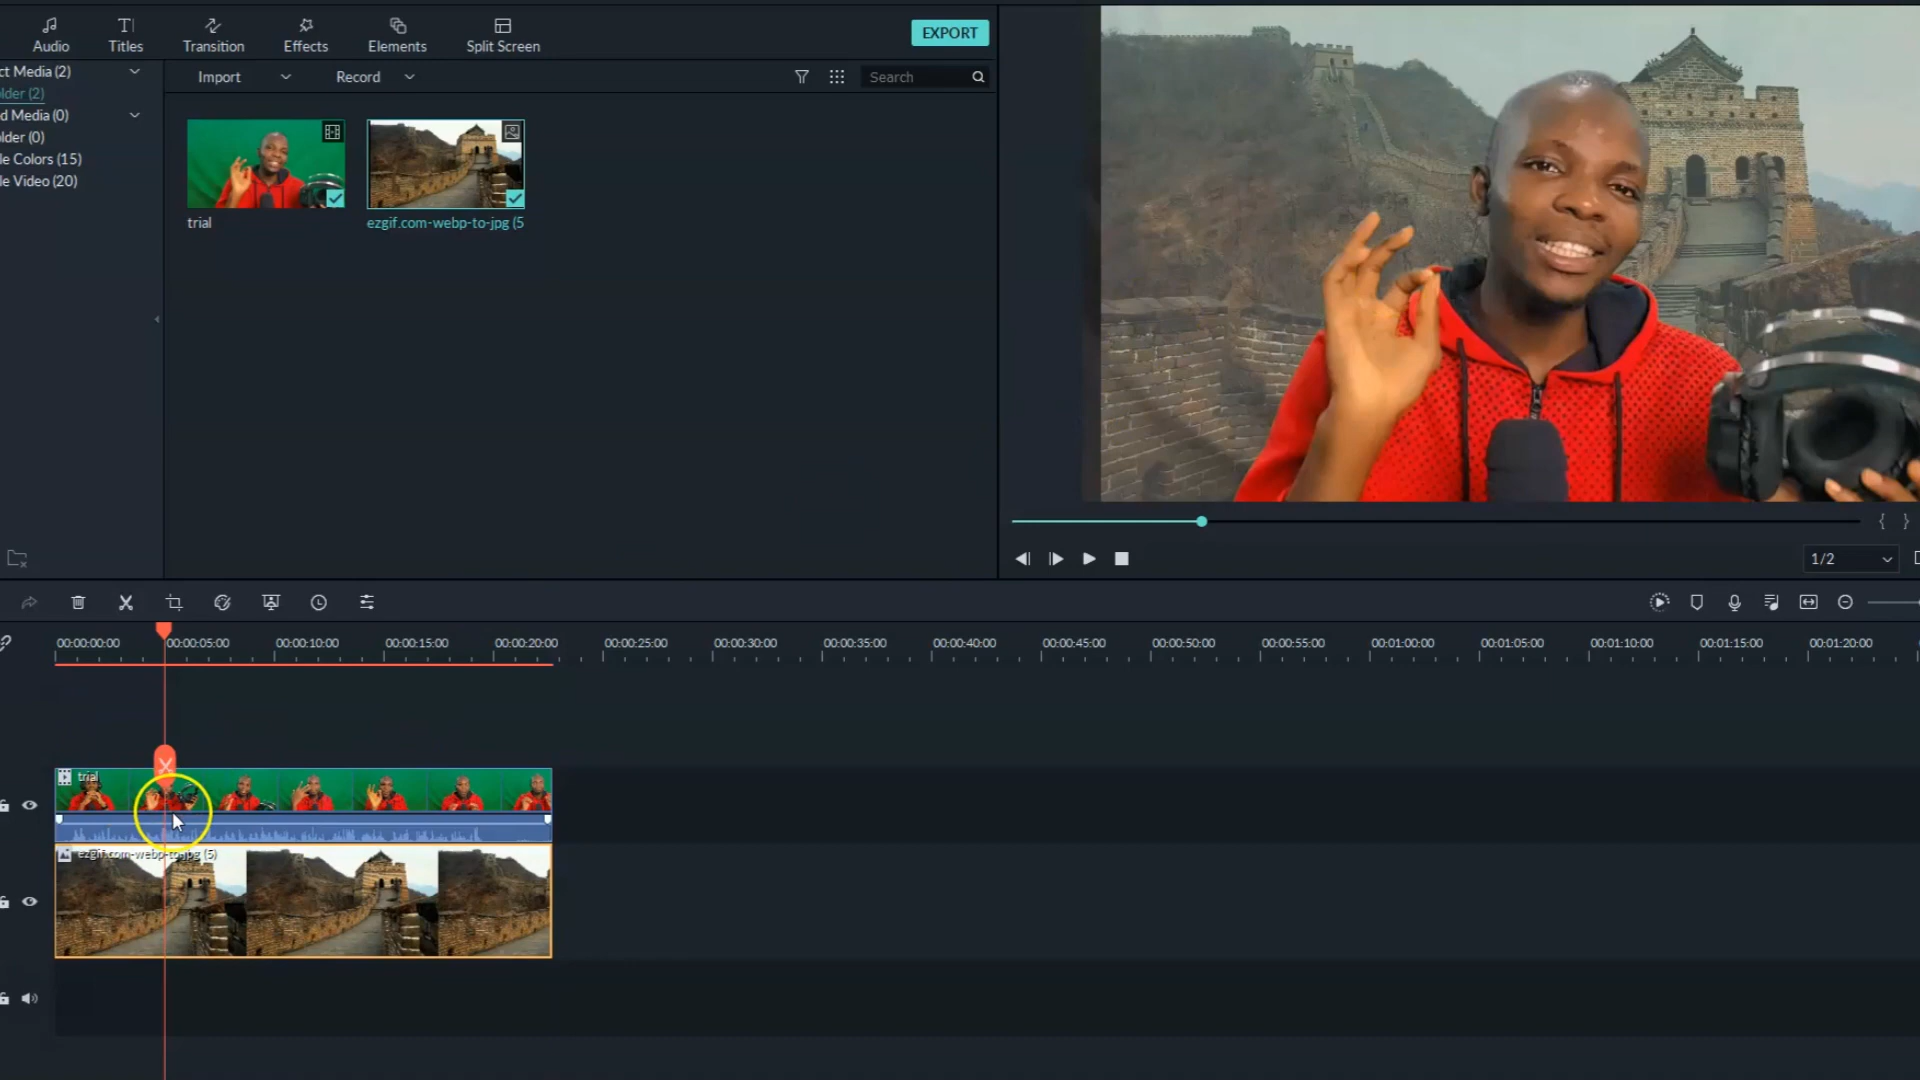 Audio
Titles
Transition
Effects
Elements
Split Screen
EXPORT
ct Media (2)
lder (2)
d Media (0)
lder (0)
le Colors (15)
le Video (20)
Import
Record
Search
trial
ezgif.com-webp-to-jpg (5
1/2
00:00:00:00
00:00:05:00
00:00:10:00
00:00:15:00
00:00:20:00
00:00:25:00
00:00:30:00
00:00:35:00
00:00:40:00
00:00:45:00
00:00:50:00
00:00:55:00
00:01:00:00
00:01:05:00
00:01:10:00
00:01:15:00
00:01:20:00
trial
ezgif.com-webp-to-jpg (5)